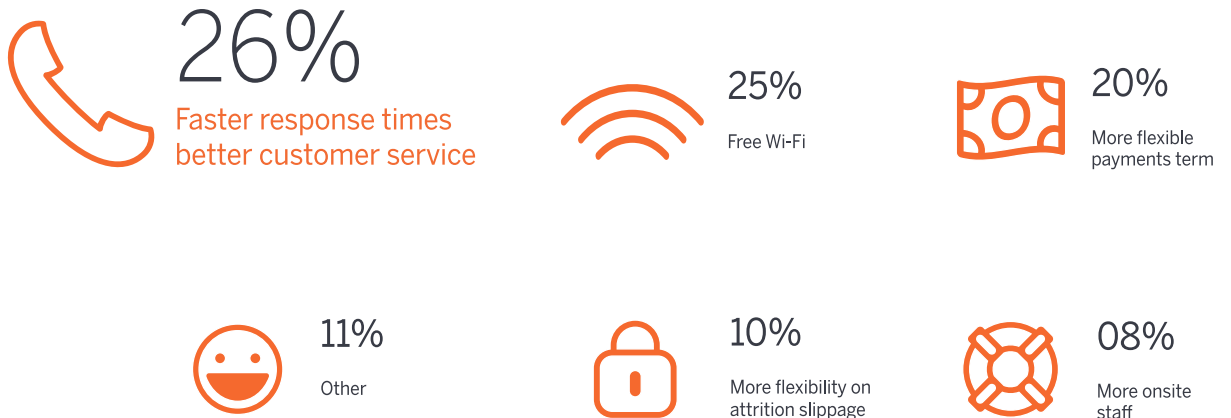 26%
Faster response times
better customer service
25%
Free Wi-Fi
20%
More flexible
payments term
11%
Other
10%
More flexibility on
attrition slippage
08%
More onsite
staff